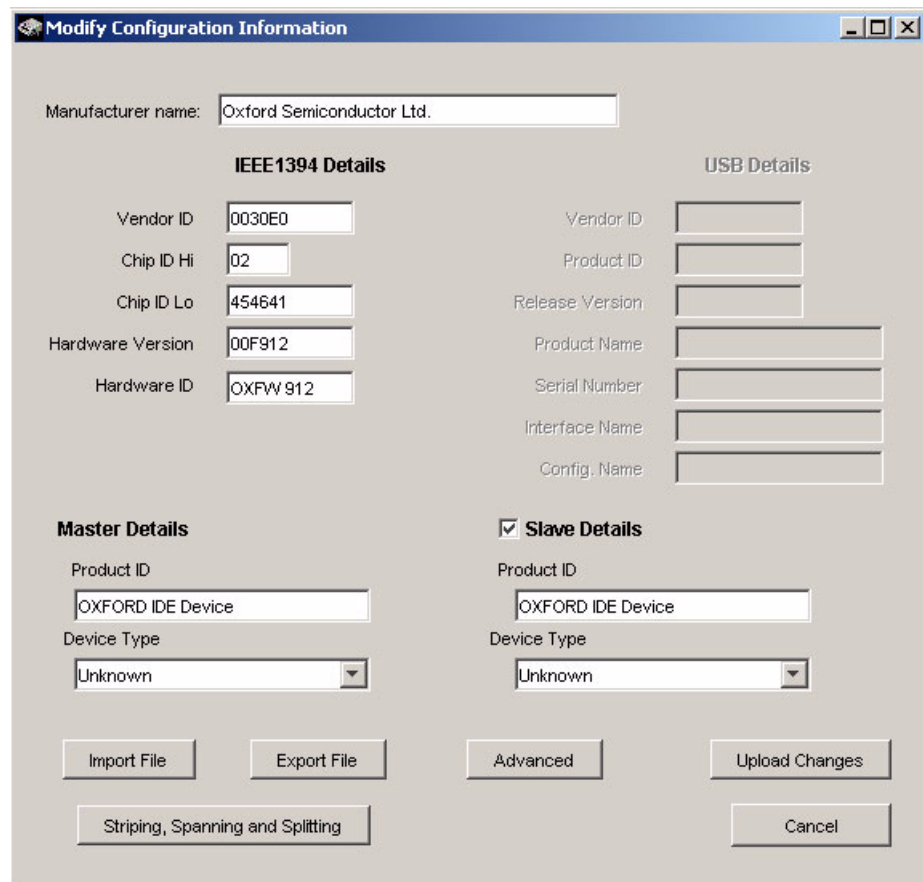 Modify Configuration Information
Manufacturer name: Oxford Semiconductor Ltd.
IEEE1394 Details
Vendor ID 0030E0
Chip ID Hi 02
Chip ID Lo 454641
Hardware Version 00F912
Hardware ID OXFW 912
USB Details
Vendor ID
Product ID
Release Version
Product Name
Serial Number
Interface Name
Config. Name
Master Details
Product ID
OXFORD IDE Device
Device Type
Unknown
Slave Details
Product ID
OXFORD IDE Device
Device Type
Unknown
Import File
Export File
Advanced
Upload Changes
Striping, Spanning and Splitting
Cancel